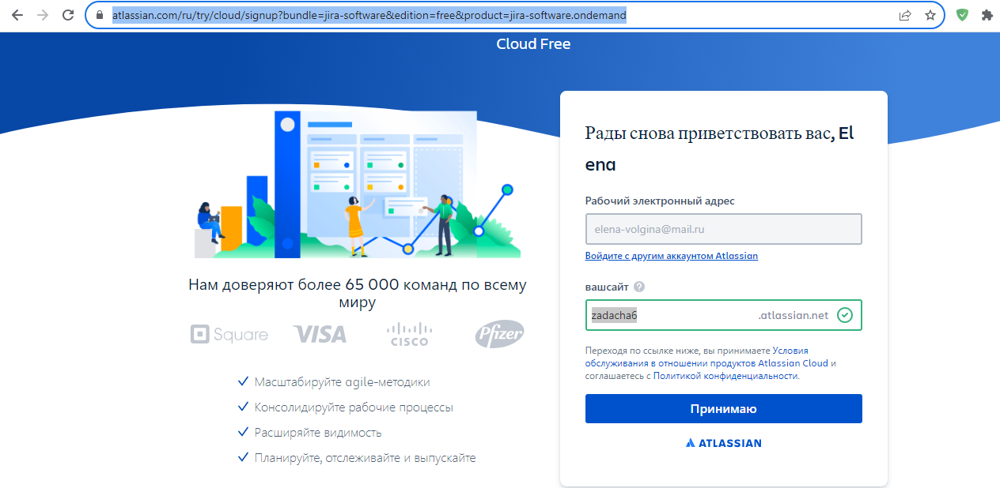 atlassian.com/ru/try/cloud/signup?bundle=jira-software&edition=free&product=jira-software.ondemand
Cloud Free
Рады снова приветствовать вас, El
ena
Рабочий электронный адрес
elena-volgina@mail.ru
Войдите с другим аккаунтом Atlassian
вашсайт ?
zadacha6 .atlassian.net
Переходя по ссылке ниже, вы принимаете Условия
обслуживания в отношении продуктов Atlassian Cloud и
соглашаетесь с Политикой конфиденциальности.
Принимаю
ATLASSIAN
Нам доверяют более 65 000 команд по всему
миру
Square VISA CISCO Pfizer
Масштабируйте agile-методики
Консолидируйте рабочие процессы
Расширяйте видимость
Планируйте, отслеживайте и выпускайте